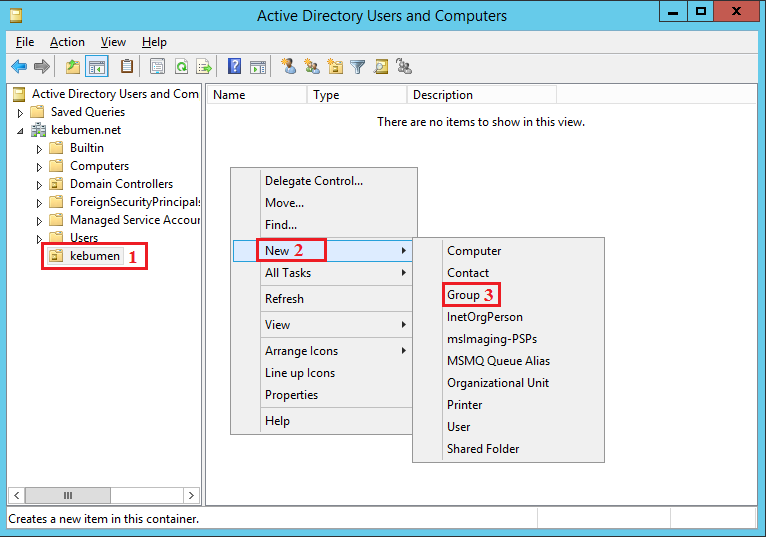 Active Directory Users and Computers
File Action View Help
Active Directory Users and Com
Saved Queries
kebumen.net
Builtin
Computers
Domain Controllers
ForeignSecurityPrincipals
Managed Service Accour
Users
kebumen 1
Name Type Description
There are no items to show in this view.
Delegate Control...
Move...
Find...
New 2
All Tasks
Refresh
View
Arrange Icons
Line up Icons
Properties
Help
Computer
Contact
Group 3
InetOrgPerson
msImaging-PSPs
MSMQ Queue Alias
Organizational Unit
Printer
User
Shared Folder
Creates a new item in this container.